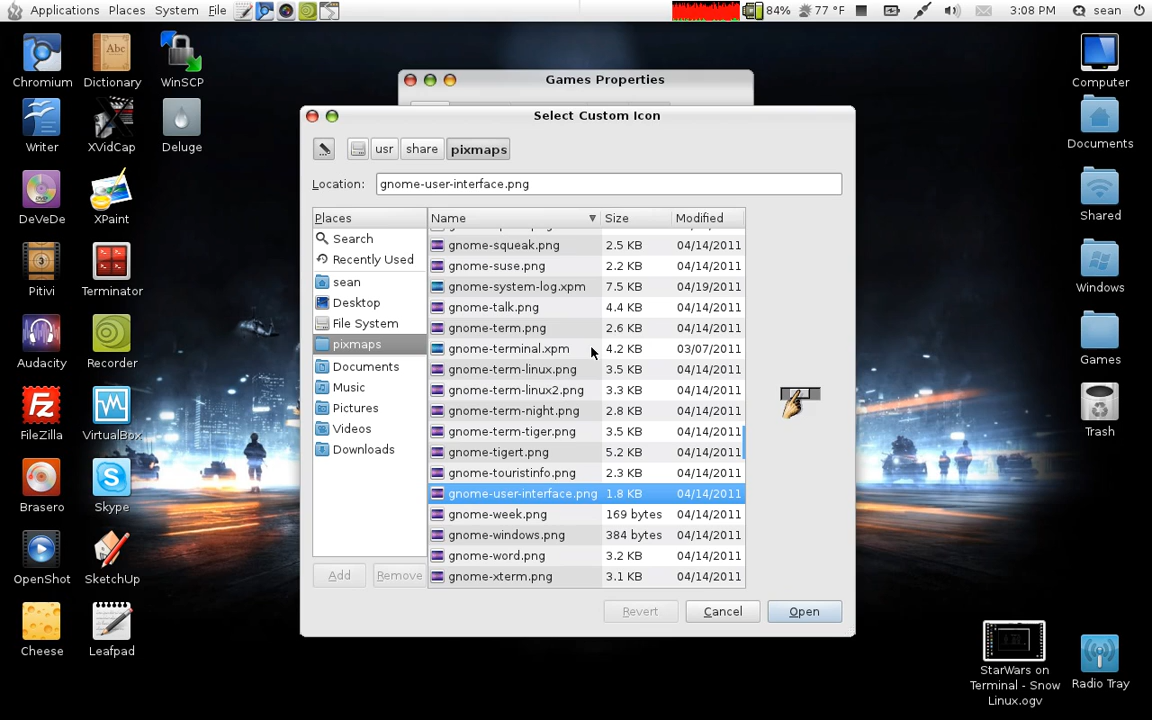 Applications Places System File 84% 77 °F 3:08 PM sean
Chromium Dictionary WinSCP
Writer XVidCap Deluge
DeVeDe XPaint
Pitivi Terminator
Audacity Recorder
FileZilla VirtualBox
Brasero Skype
OpenShot SketchUp
Cheese Leafpad
Games Properties
Select Custom Icon
usr share pixmaps
Location: gnome-user-interface.png
Places
Search
Recently Used
sean
Desktop
File System
pixmaps
Documents
Music
Pictures
Videos
Downloads
Add Remove
Name Size Modified
gnome-squeak.png 2.5 KB 04/14/2011
gnome-suse.png 2.2 KB 04/14/2011
gnome-system-log.xpm 7.5 KB 04/19/2011
gnome-talk.png 4.4 KB 04/14/2011
gnome-term.png 2.6 KB 04/14/2011
gnome-terminal.xpm 4.2 KB 03/07/2011
gnome-term-linux.png 3.5 KB 04/14/2011
gnome-term-linux2.png 3.3 KB 04/14/2011
gnome-term-night.png 2.8 KB 04/14/2011
gnome-term-tiger.png 3.5 KB 04/14/2011
gnome-tigert.png 5.2 KB 04/14/2011
gnome-touristinfo.png 2.3 KB 04/14/2011
gnome-user-interface.png 1.8 KB 04/14/2011
gnome-week.png 169 bytes 04/14/2011
gnome-windows.png 384 bytes 04/14/2011
gnome-word.png 3.2 KB 04/14/2011
gnome-xterm.png 3.1 KB 04/14/2011
Revert Cancel Open
Computer
Documents
Shared
Windows
Games
Trash
StarWars on
Terminal - Snow
Linux.ogv
Radio Tray